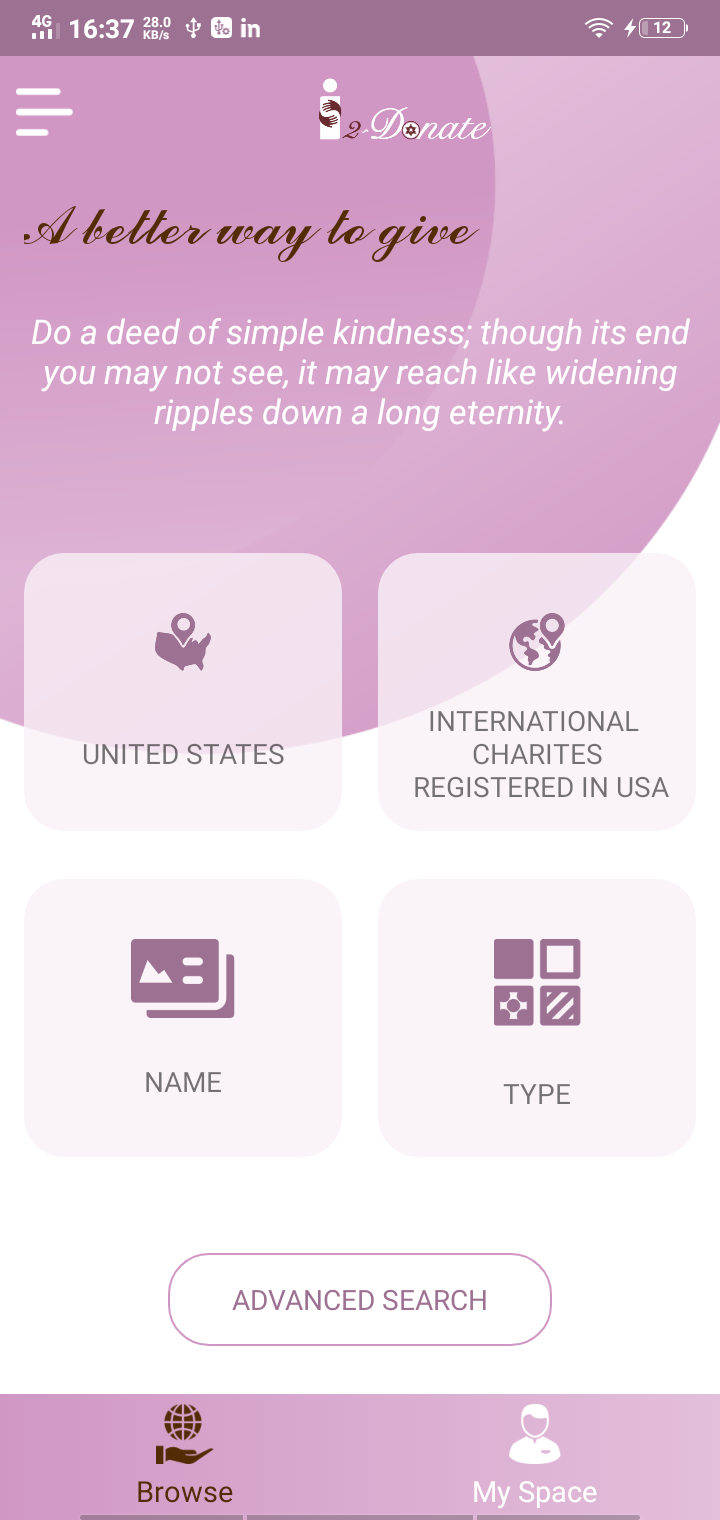 4G 16:37 28.0 KB/s in 12
2-Donate
A better way to give
Do a deed of simple kindness; though its end
you may not see, it may reach like widening
ripples down a long eternity.
UNITED STATES
INTERNATIONAL
CHARITES
REGISTERED IN USA
NAME
TYPE
ADVANCED SEARCH
Browse
My Space